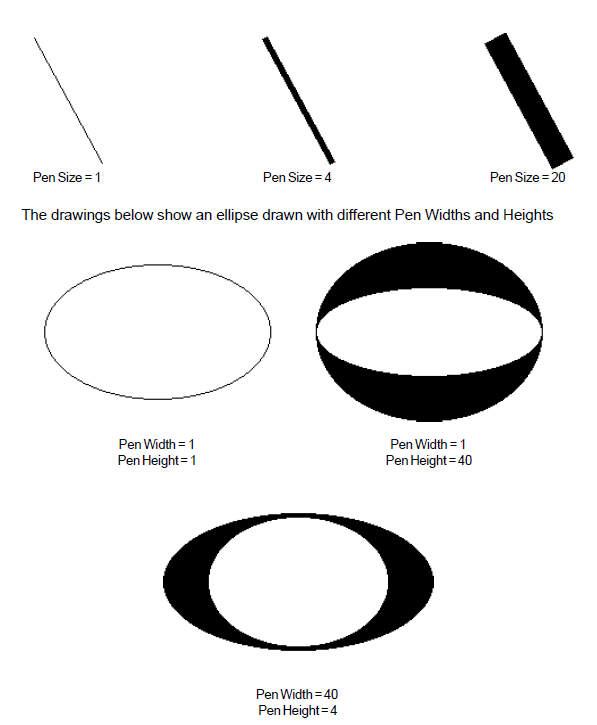 Pen Size = 1
Pen Size = 4
Pen Size = 20
The drawings below show an ellipse drawn with different Pen Widths and Heights
Pen Width = 1
Pen Height = 1
Pen Width = 1
Pen Height = 40
Pen Width = 40
Pen Height = 4